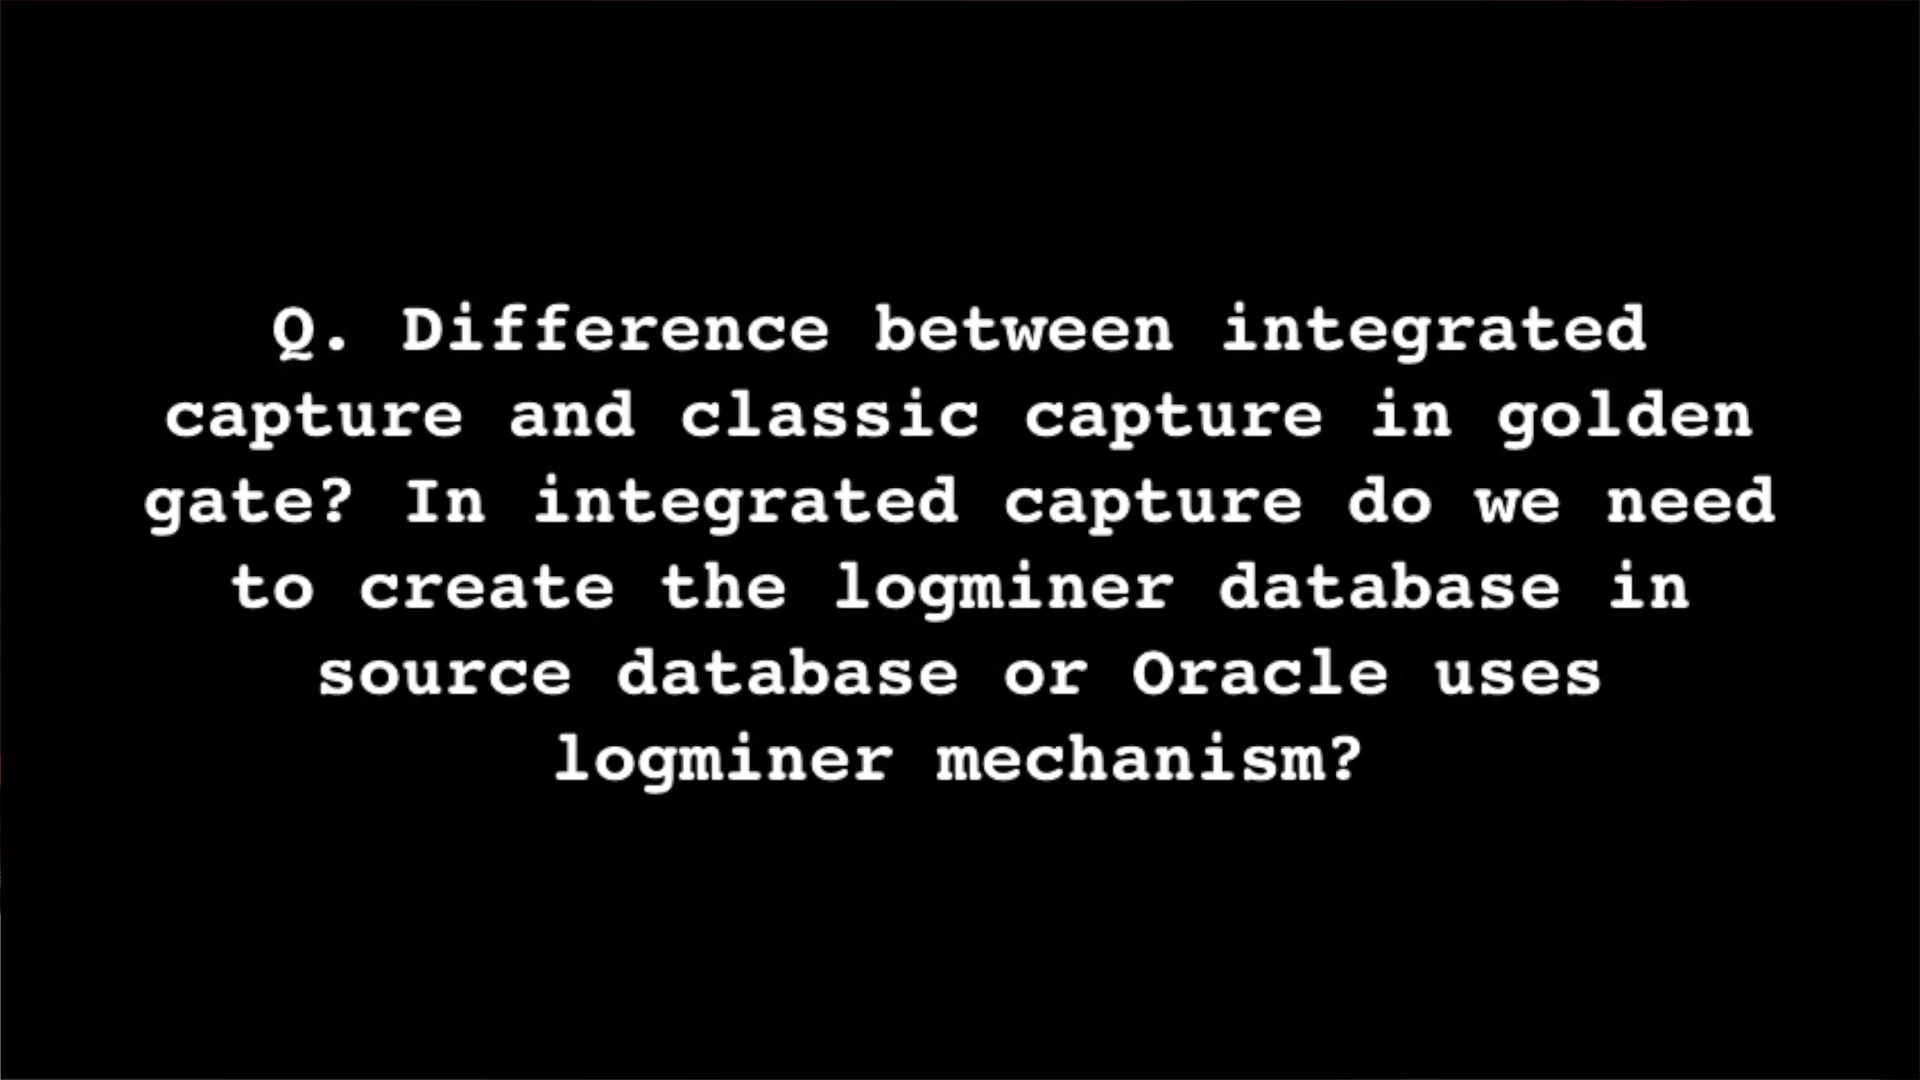 Q. Difference between integrated
capture and classic capture in golden
gate? In integrated capture do we need
to create the logminer database in
source database or Oracle uses
logminer mechanism?